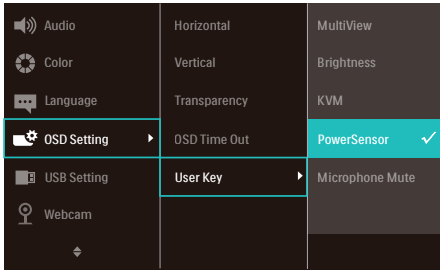 Audio
Color
Language
OSD Setting
USB Setting
Webcam
Horizontal
Vertical
Transparency
OSD Time Out
User Key
MultiView
Brightness
KVM
PowerSensor
Microphone Mute